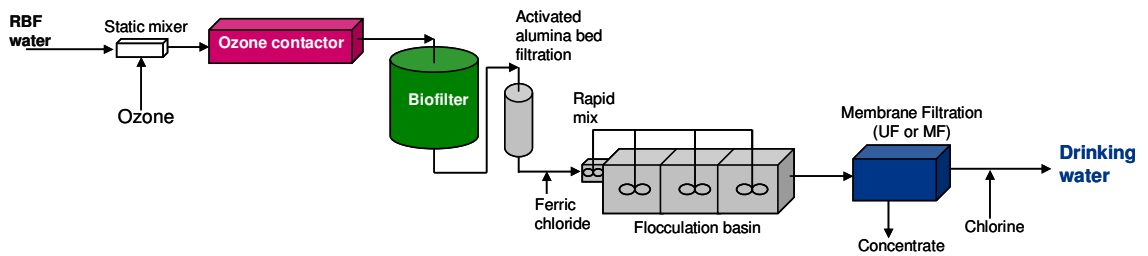 RBF
water
Static mixer
Ozone
Ozone contactor
Biofilter
Activated
alumina bed
filtration
Rapid
mix
Ferric
chloride
Flocculation basin
Membrane Filtration
(UF or MF)
Concentrate
Chlorine
Drinking
water